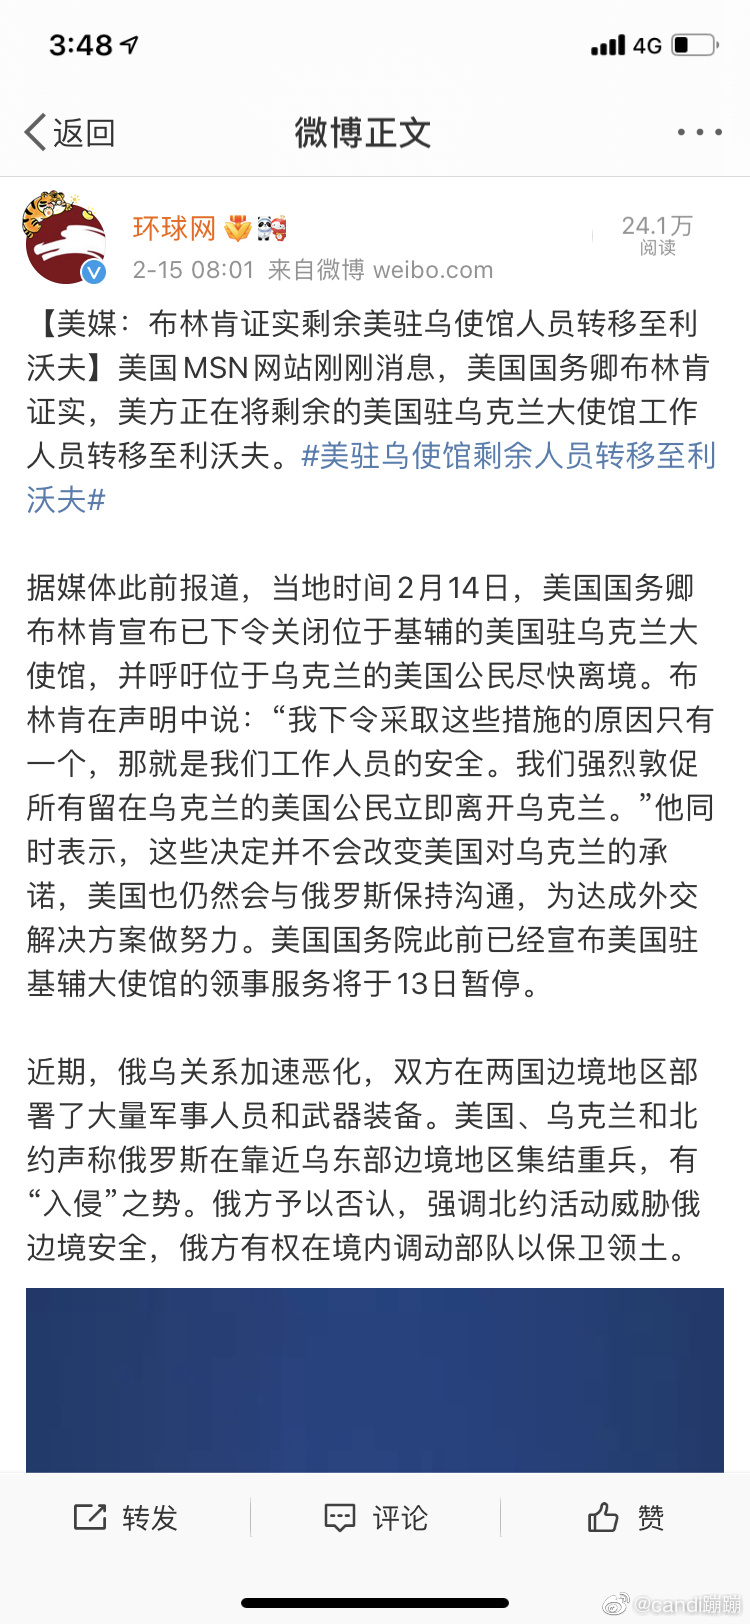 3:48
4G
返回
微博正文
环球网
24.1万
阅读
2-15 08:01 来自微博 weibo.com
【美媒：布林肯证实剩余美驻乌使馆人员转移至利
沃夫】美国MSN网站刚刚消息，美国国务卿布林肯
证实，美方正在将剩余的美国驻乌克兰大使馆工作
人员转移至利沃夫。#美驻乌使馆剩余人员转移至利
沃夫#
据媒体此前报道，当地时间2月14日，美国国务卿
布林肯宣布已下令关闭位于基辅的美国驻乌克兰大
使馆，并呼吁位于乌克兰的美国公民尽快离境。布
林肯在声明中说：“我下令采取这些措施的原因只有
一个，那就是我们工作人员的安全。我们强烈敦促
所有留在乌克兰的美国公民立即离开乌克兰。”他同
时表示，这些决定并不会改变美国对乌克兰的承
诺，美国也仍然会与俄罗斯保持沟通，为达成外交
解决方案做努力。美国国务院此前已经宣布美国驻
基辅大使馆的领事服务将于13日暂停。
近期，俄乌关系加速恶化，双方在两国边境地区部
署了大量军事人员和武器装备。美国、乌克兰和北
约声称俄罗斯在靠近乌东部边境地区集结重兵，有
“入侵”之势。俄方予以否认，强调北约活动威胁俄
边境安全，俄方有权在境内调动部队以保卫领土。
转发
评论
赞
@candl蹦蹦